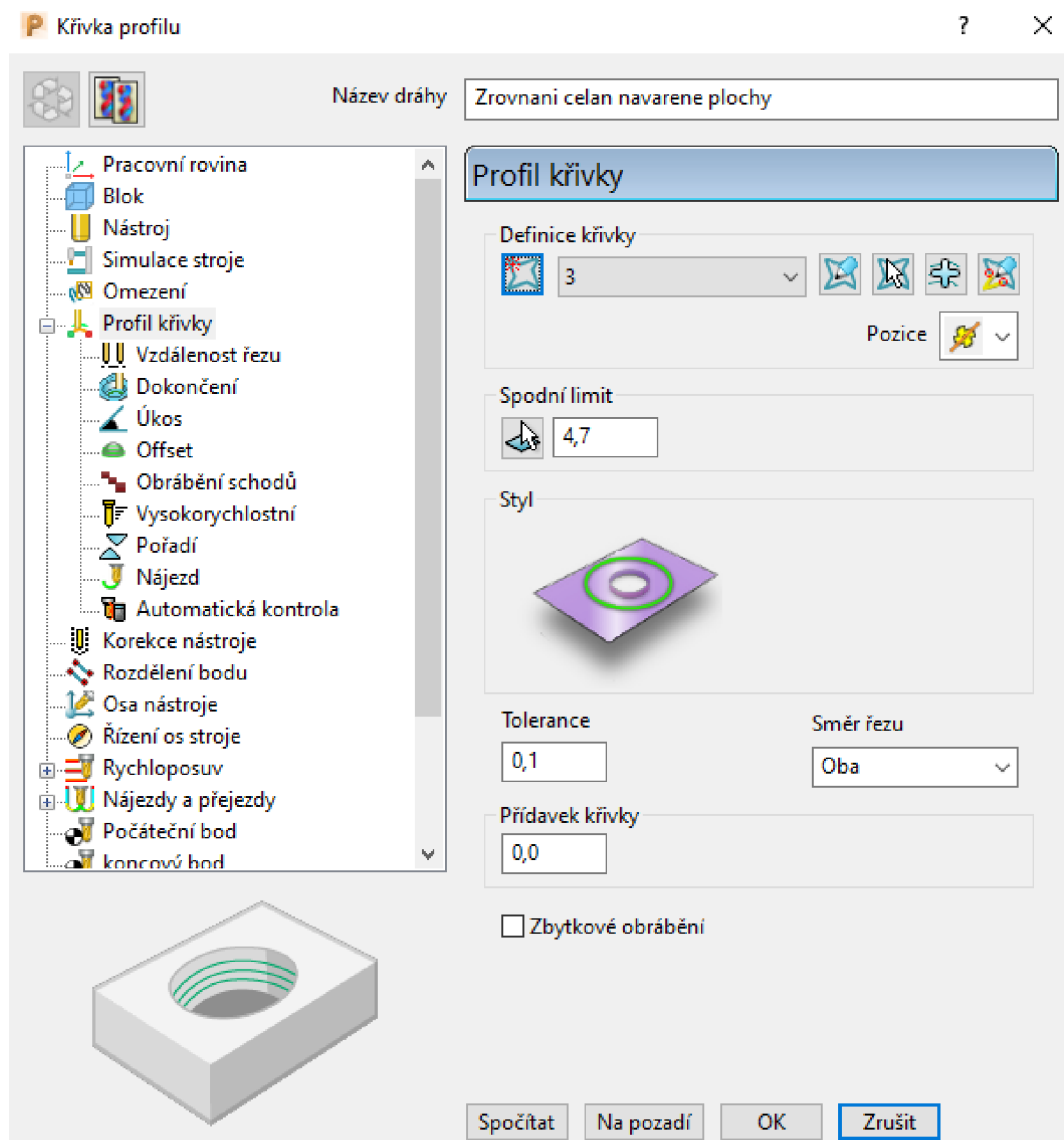 Křivka profilu
?
Název dráhy
Zrovnani celan navarene plochy
Pracovní rovina
Blok
Nástroj
Simulace stroje
Omezení
Profil křivky
Vzdálenost řezu
Dokončení
Úkos
Offset
Obrábění schodů
Vysokorychlostní
Pořadí
Nájezd
Automatická kontrola
Korekce nástroje
Rozdělení bodu
Osa nástroje
Řízení os stroje
Rychloposuv
Nájezdy a přejezdy
Počáteční bod
koncový bod
Profil křivky
Definice křivky
3
Pozice
Spodní limit
4,7
Styl
Tolerance
Směr řezu
0,1
Oba
Přídavek křivky
0,0
Zbytkové obrábění
Spočítat
Na pozadí
OK
Zrušit